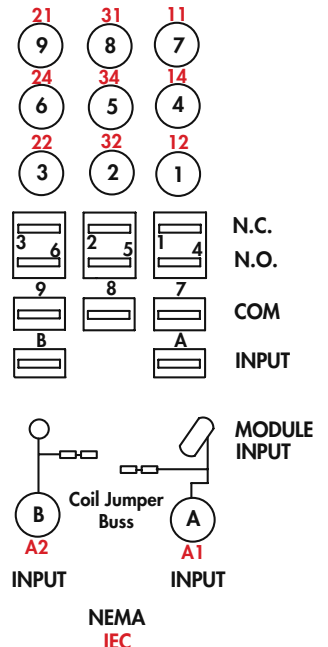 21 31 11
9 8 7
24 34 14
6 5 4
22 32 12
3 2 1
N.C.
3 6 2 5 1 4
N.O.
9 8 7
COM
B A
INPUT
MODULE
INPUT
Coil Jumper
Buss
B A
A2 A1
INPUT INPUT
NEMA
IEC